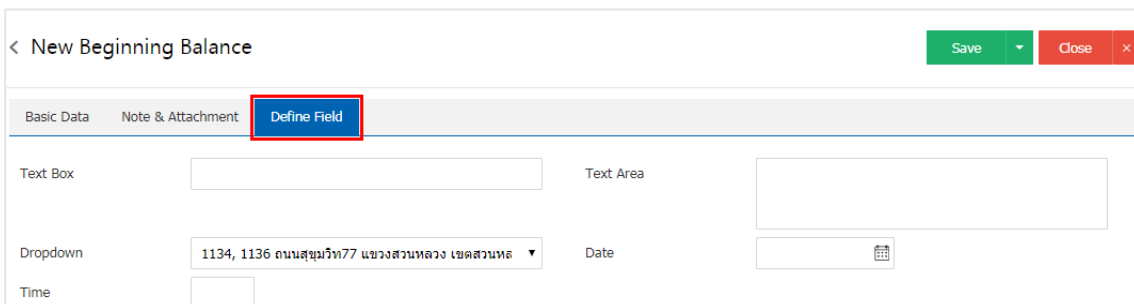 New Beginning Balance
Save
Close
Basic Data
Note & Attachment
Define Field
Text Box
Text Area
Dropdown
1134, 1136 ถนนสุขุมวิท77 แขวงสวนหลวง เขตสวนหล
Date
Time